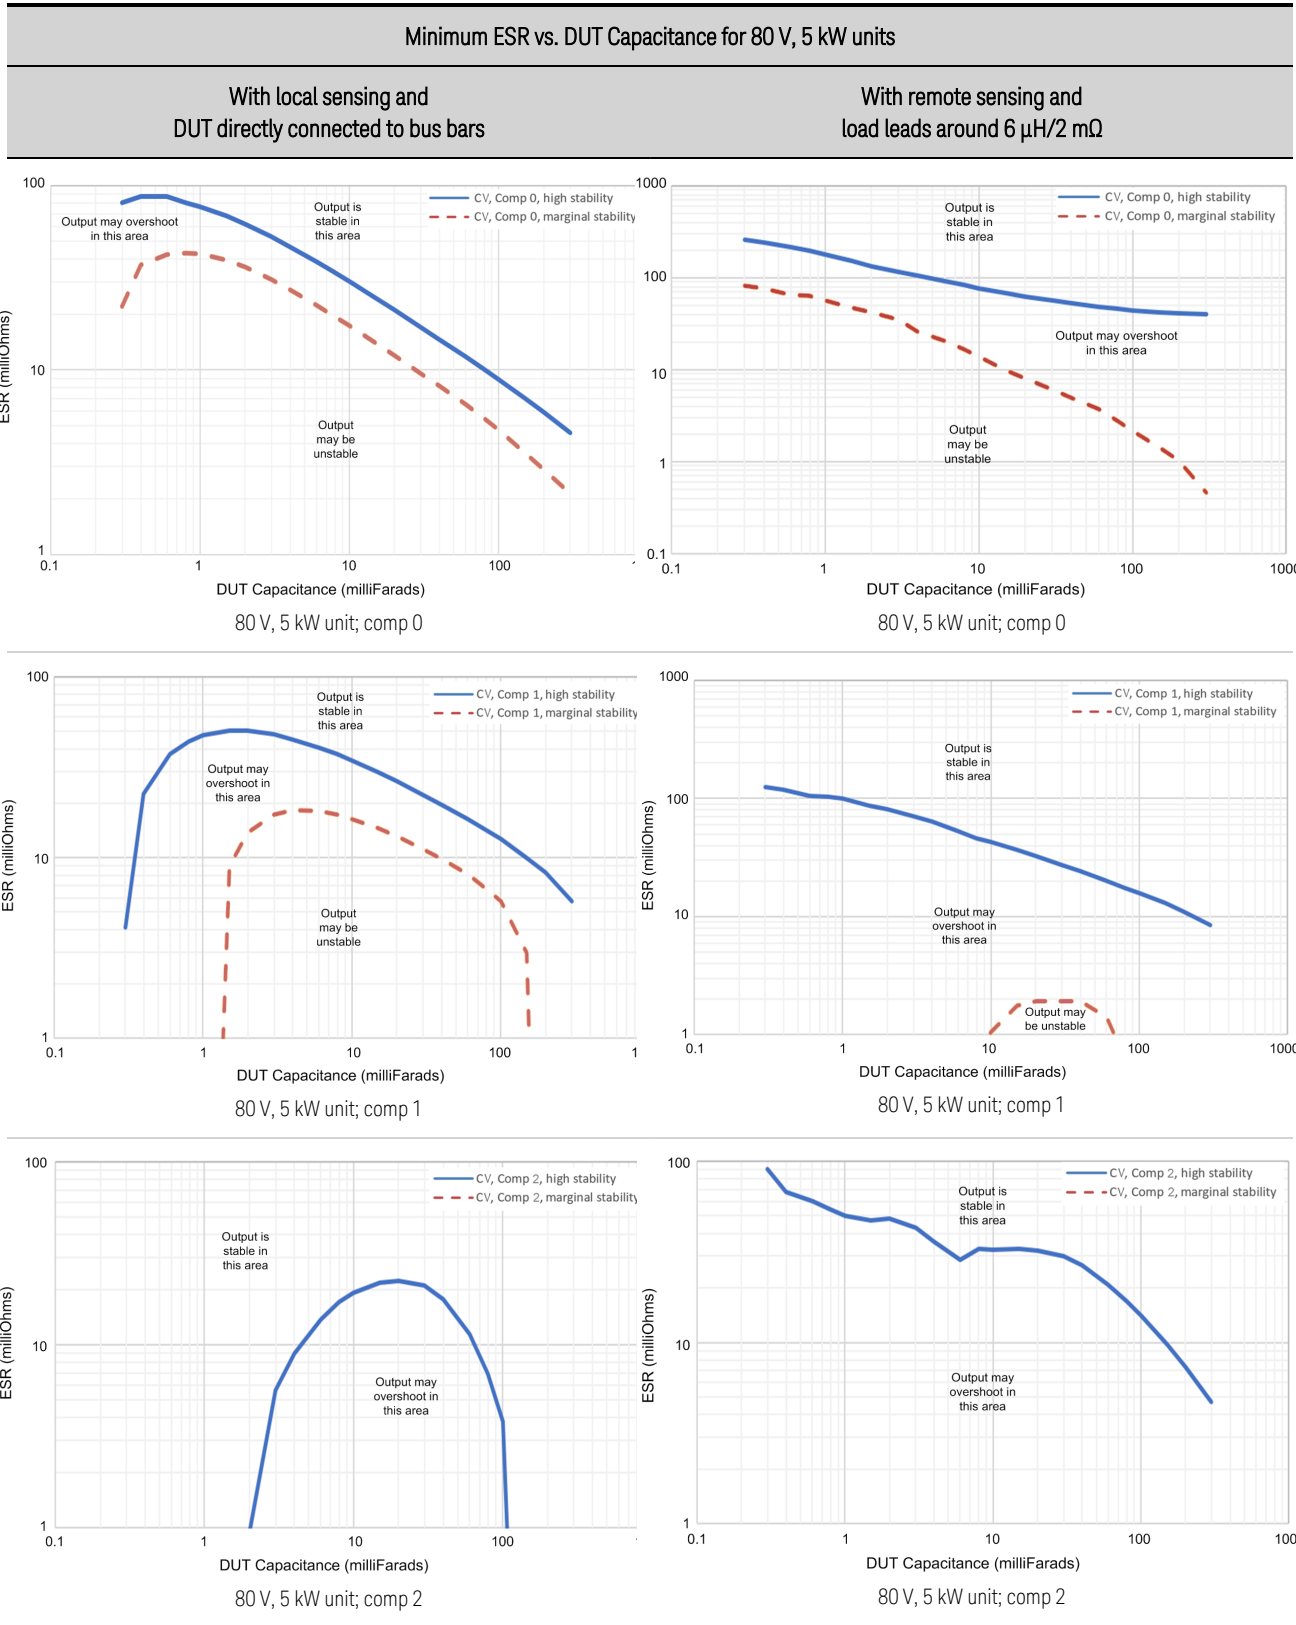 Minimum ESR vs. DUT Capacitance for 80 V, 5 kW units
With local sensing and
DUT directly connected to bus bars
With remote sensing and
load leads around 6 µH/2 mΩ
100
10
1
0.1
1
10
100
ESR (milliOhms)
Output may overshoot
in this area
Output is
stable in
this area
Output
may be
unstable
CV, Comp 0, high stability
CV, Comp 0, marginal stability
DUT Capacitance (milliFarads)
80 V, 5 kW unit; comp 0
1000
100
10
1
0.1
0.1
1
10
100
1000
Output is
stable in
this area
CV, Comp 0, high stability
CV, Comp 0, marginal stability
Output may overshoot
in this area
Output
may be
unstable
DUT Capacitance (milliFarads)
80 V, 5 kW unit; comp 0
100
10
1
0.1
1
10
100
1
ESR (milliOhms)
Output is
stable in
this area
CV, Comp 1, high stability
CV, Comp 1, marginal stability
Output may
overshoot in
this area
Output
may be
unstable
DUT Capacitance (milliFarads)
80 V, 5 kW unit; comp 1
1000
100
10
1
0.1
1
10
100
1000
ESR (milliOhms)
CV, Comp 1, high stability
CV, Comp 1, marginal stability
Output is
stable in
this area
Output may
overshoot in
this area
Output may
be unstable
DUT Capacitance (milliFarads)
80 V, 5 kW unit; comp 1
100
10
1
0.1
1
10
100
ESR (milliOhms)
CV, Comp 2, high stability
CV, Comp 2, marginal stability
Output is
stable in
this area
Output may
overshoot in
this area
DUT Capacitance (milliFarads)
80 V, 5 kW unit; comp 2
100
10
1
0.1
1
10
100
100
ESR (milliOhms)
CV, Comp 2, high stability
CV, Comp 2, marginal stability
Output is
stable in
this area
Output may
overshoot in
this area
DUT Capacitance (milliFarads)
80 V, 5 kW unit; comp 2